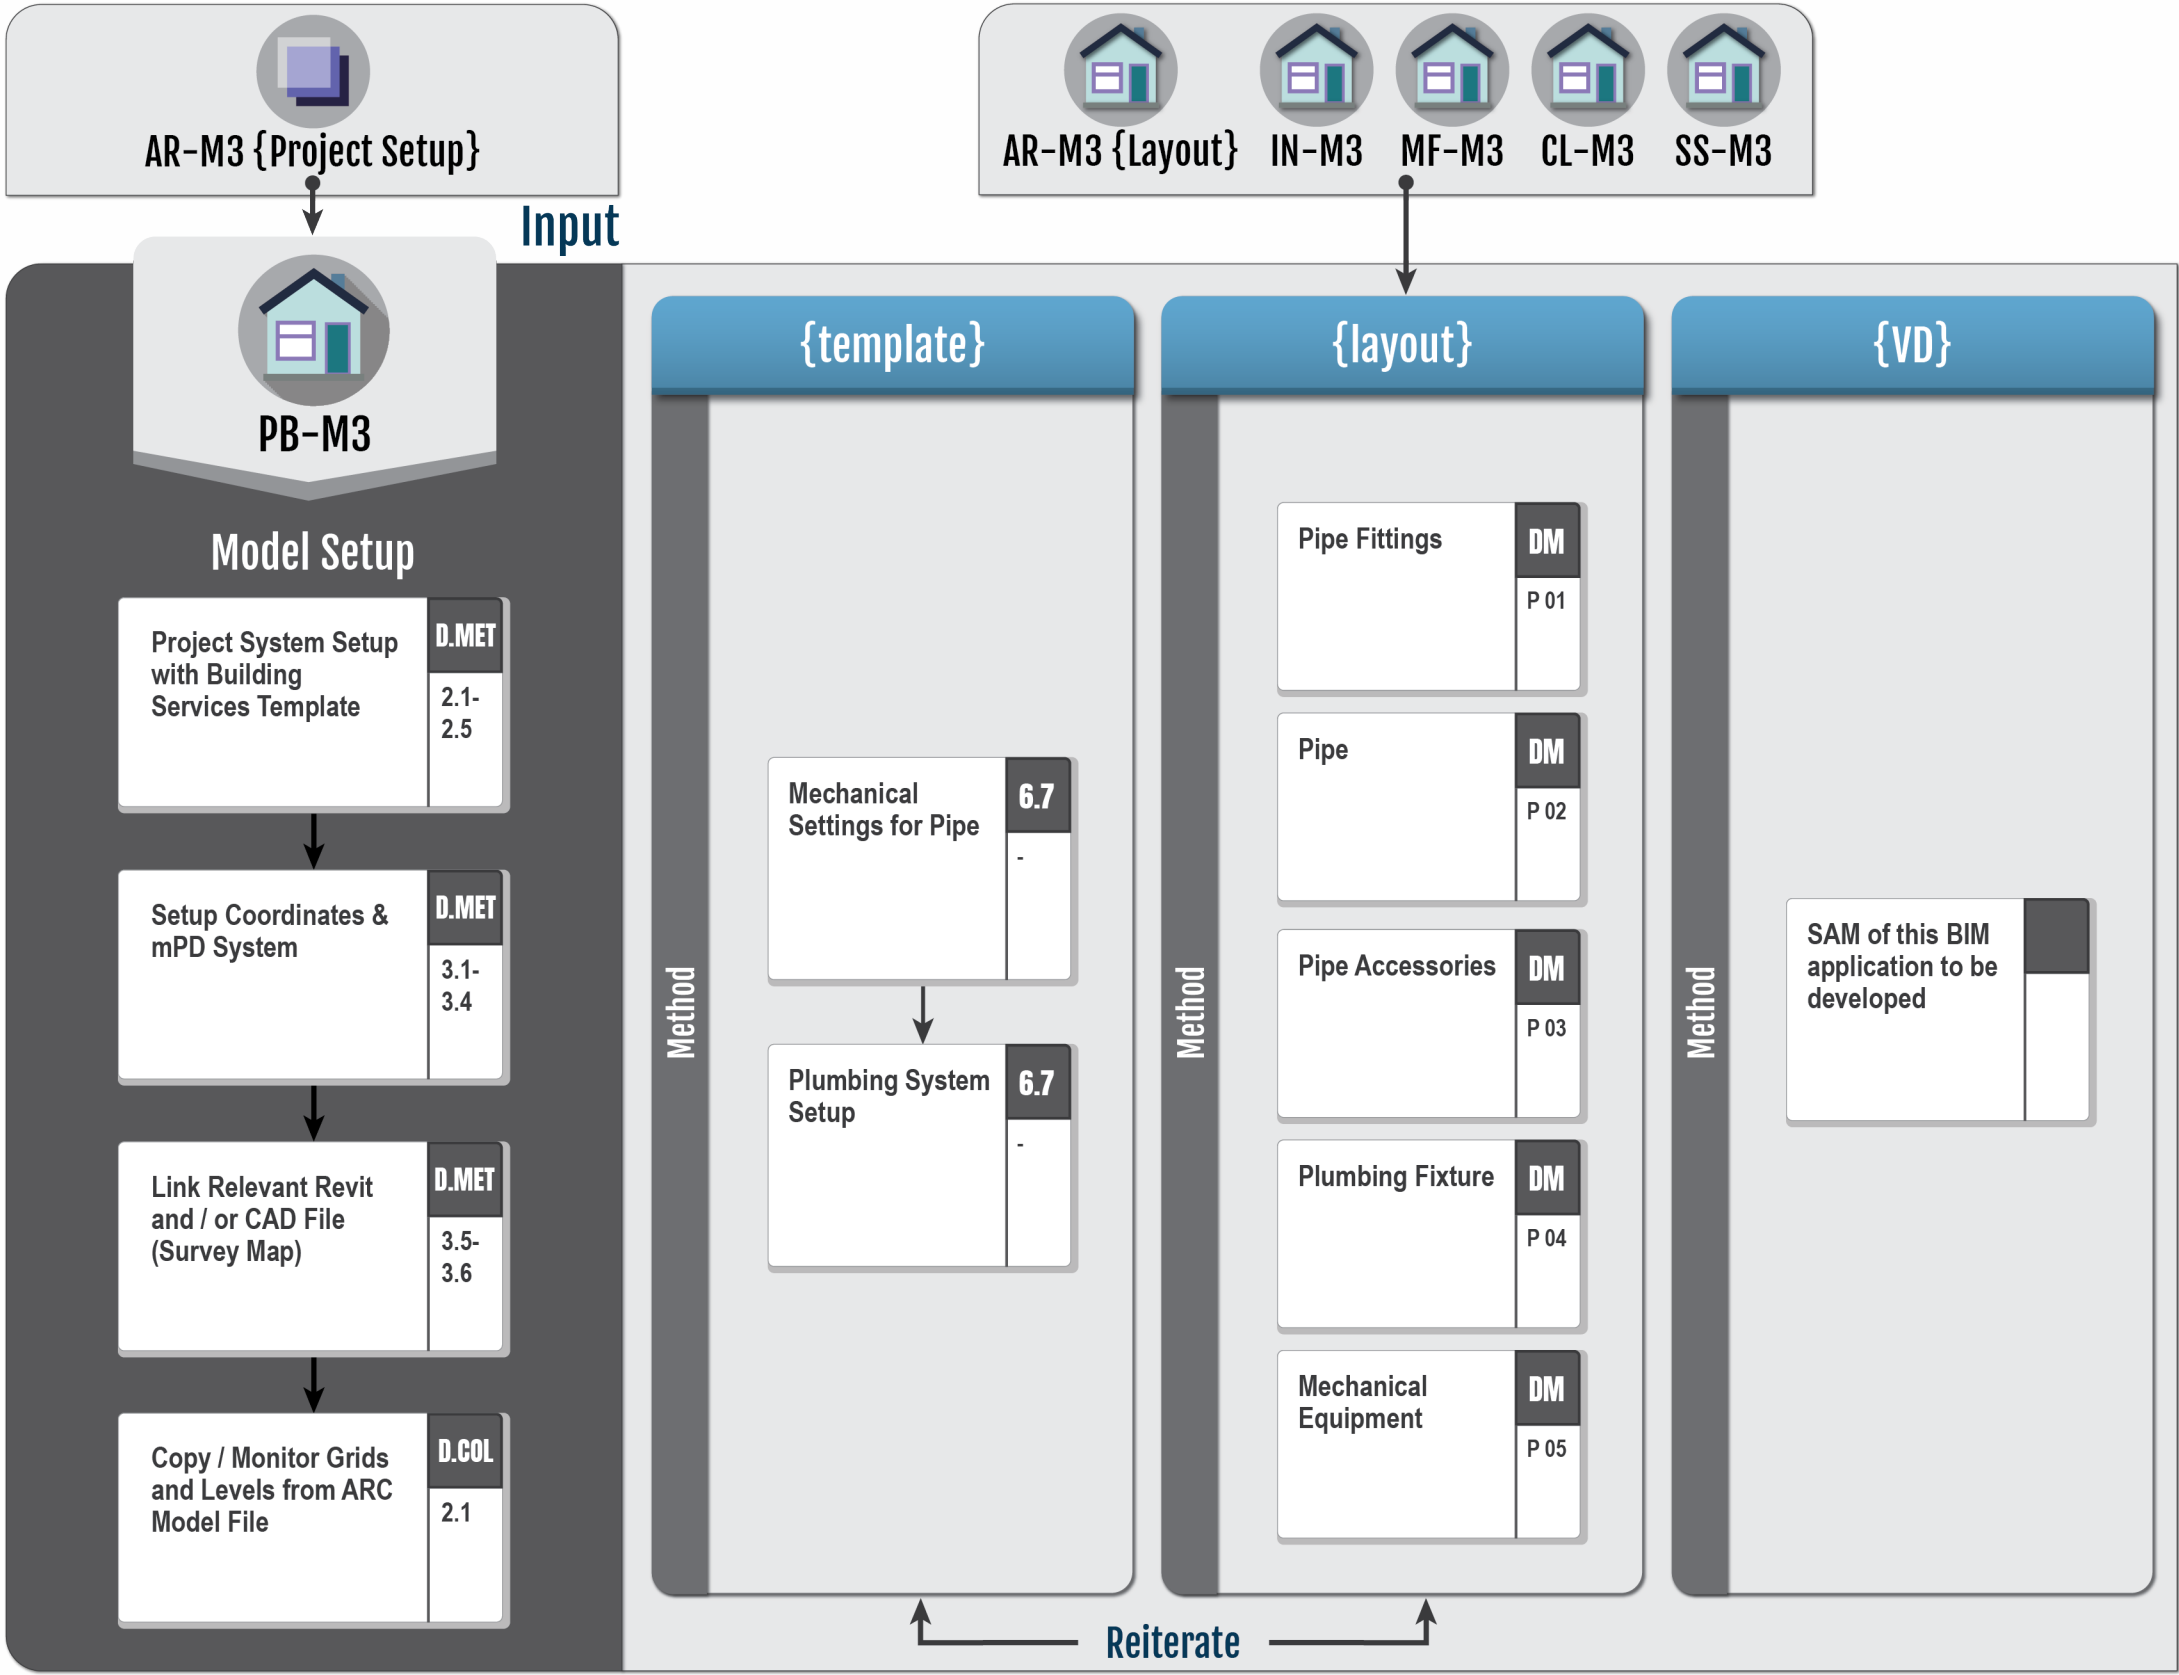 AR-M3 {Project Setup}
AR-M3 {Layout}
IN-M3
MF-M3
CL-M3
SS-M3
Input
PB-M3
Model Setup
Project System Setup
with Building
Services Template
D.MET
2.1-
2.5
Setup Coordinates &
mPD System
D.MET
3.1-
3.4
Link Relevant Revit
and / or CAD File
(Survey Map)
D.MET
3.5-
3.6
Copy / Monitor Grids
and Levels from ARC
Model File
D.COL
2.1
{template}
Method
Mechanical
Settings for Pipe
6.7
-
Plumbing System
Setup
6.7
-
{layout}
Method
Pipe Fittings
DM
P 01
Pipe
DM
P 02
Pipe Accessories
DM
P 03
Plumbing Fixture
DM
P 04
Mechanical
Equipment
DM
P 05
{VD}
Method
SAM of this BIM
application to be
developed
Reiterate